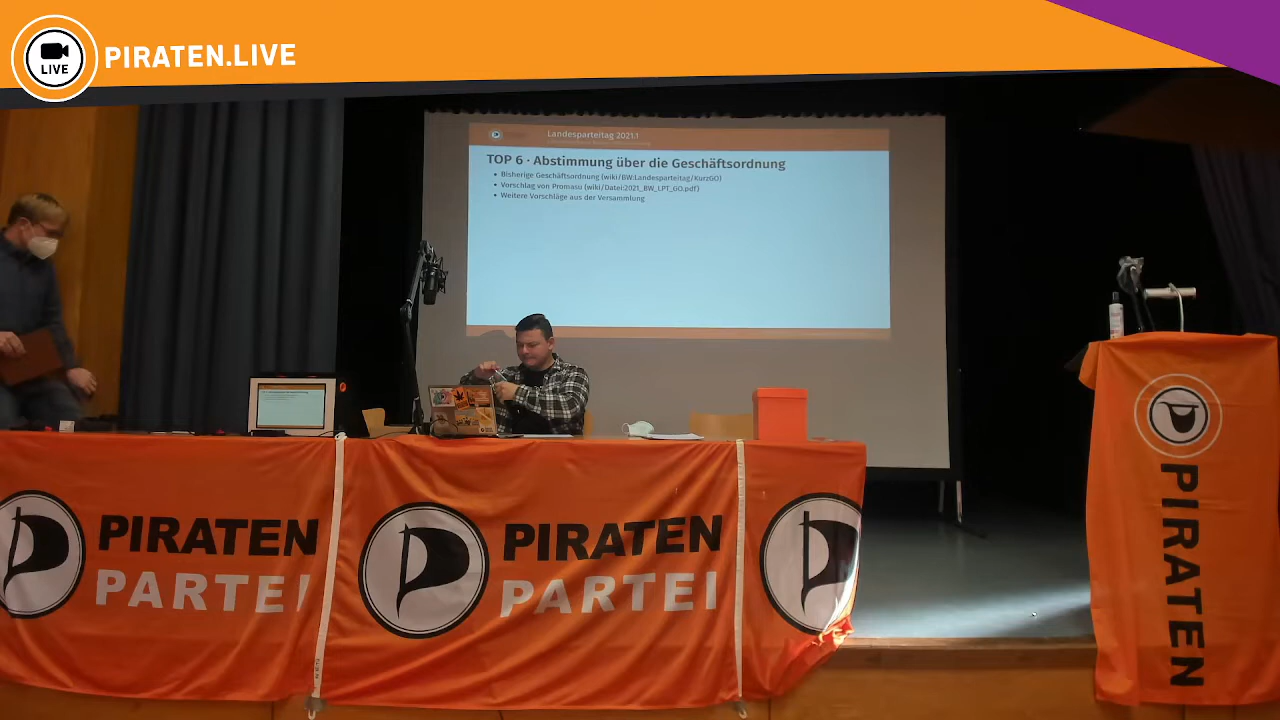 LIVE
PIRATEN.LIVE
Landesparteitag 2021.1
TOP 6 · Abstimmung über die Geschäftsordnung
• Bisherige Geschäftsordnung (wiki/BW:Landesparteitag/KurzGO)
• Vorschlag von Promasu (wiki/Datei:2021_BW_LPT_GO.pdf)
• Weitere Vorschläge aus der Versammlung
PIRATEN
PARTEI
PIRATEN
PARTEI
PIRATEN